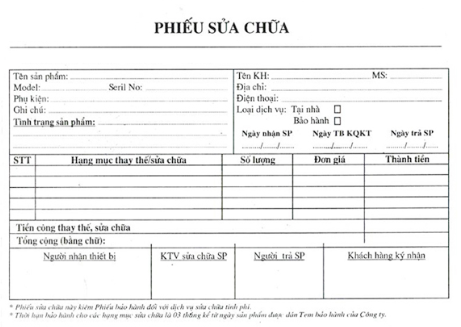 PHIẾU SỬA CHỮA
Tên sản phẩm:
Model: Seril No:
Phụ kiện:
Ghi chú:
Tình trạng sản phẩm:
Tên KH: MS:
Địa chỉ:
Điện thoại:
Loại dịch vụ: Tại nhà
Bảo hành
Ngày nhận SP Ngày TB KQKT Ngày trả SP
STT Hạng mục thay thế/sửa chữa Số lượng Đơn giá Thành tiền
Tiền công thay thế, sửa chữa
Tổng cộng (bằng chữ):
Người nhận thiết bị KTV sửa chữa SP Người trả SP Khách hàng ký nhận
* Phiếu sửa chữa này kiêm Phiếu bảo hành đối với dịch vụ sửa chữa tính phí.
* Thời hạn bảo hành cho các hạng mục sửa chữa là 03 thắng kể từ ngày sản phẩm được dán Tem bảo hành của Công ty.